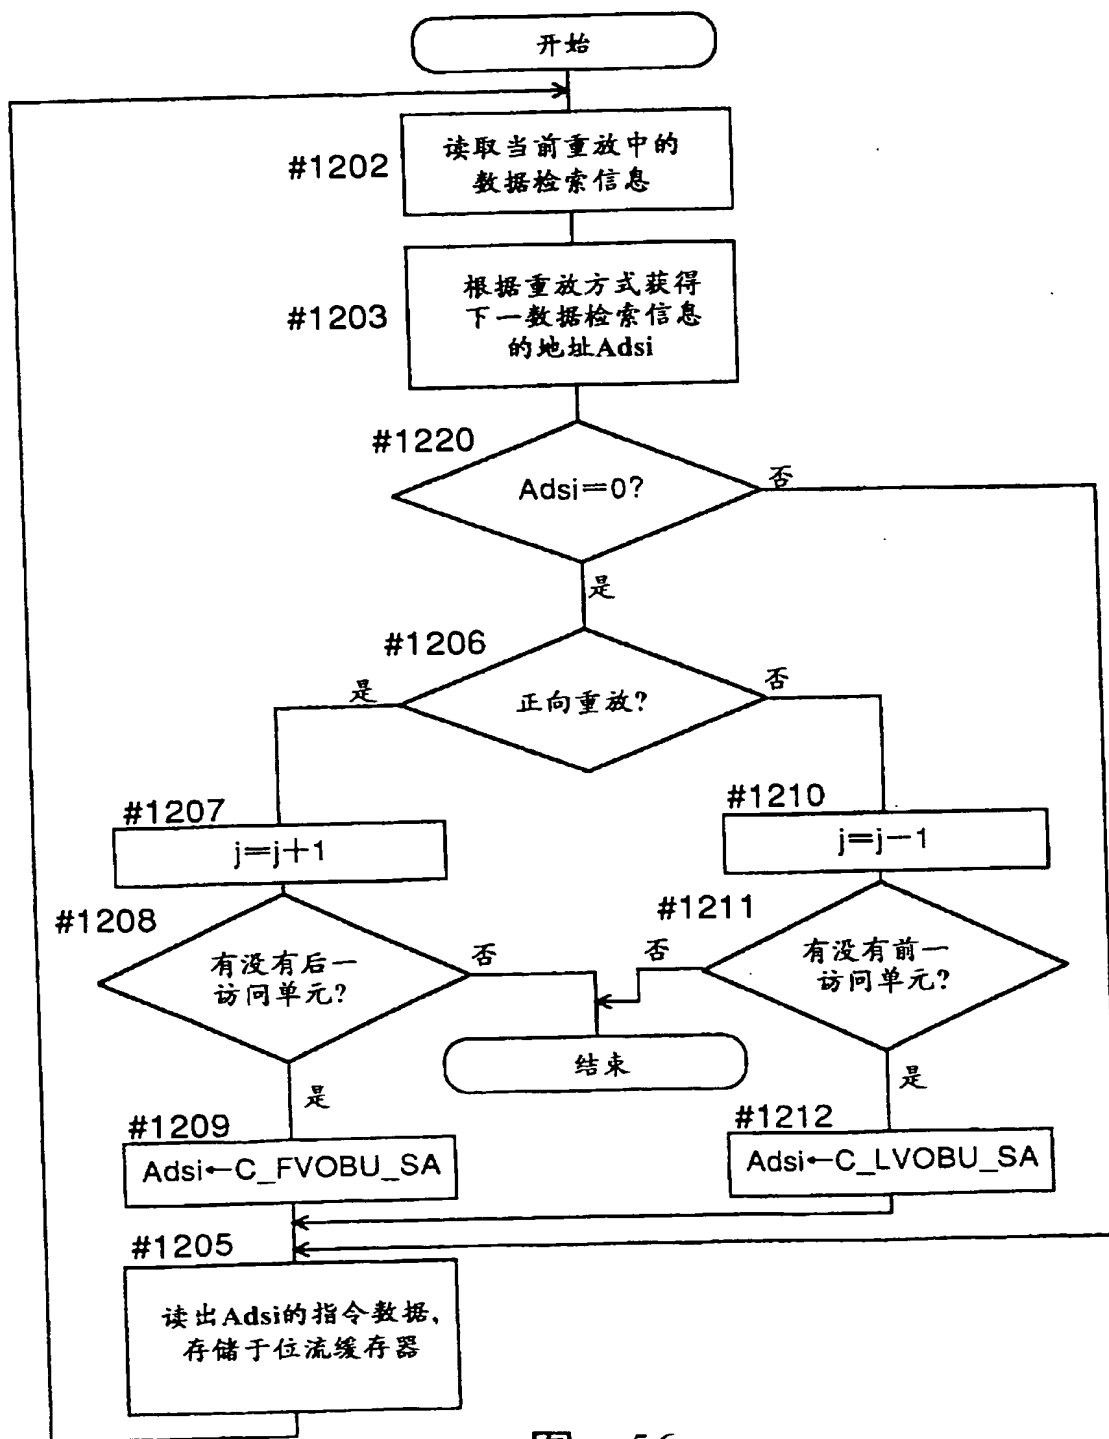 开始
#1202
读取当前重放中的
数据检索信息
#1203
根据重放方式获得
下一数据检索信息
的地址Adsi
#1220
Adsi=0?
否
是
#1206
正向重放?
是
否
#1207
j=j+1
#1210
j=j-1
#1208
有没有后一
访问单元?
否
#1211
有没有前一
访问单元?
否
结束
是
是
#1209
Adsi←C_FVOBU_SA
#1212
Adsi←C_LVOBU_SA
#1205
读出Adsi的指令数据,
存储于位流缓存器